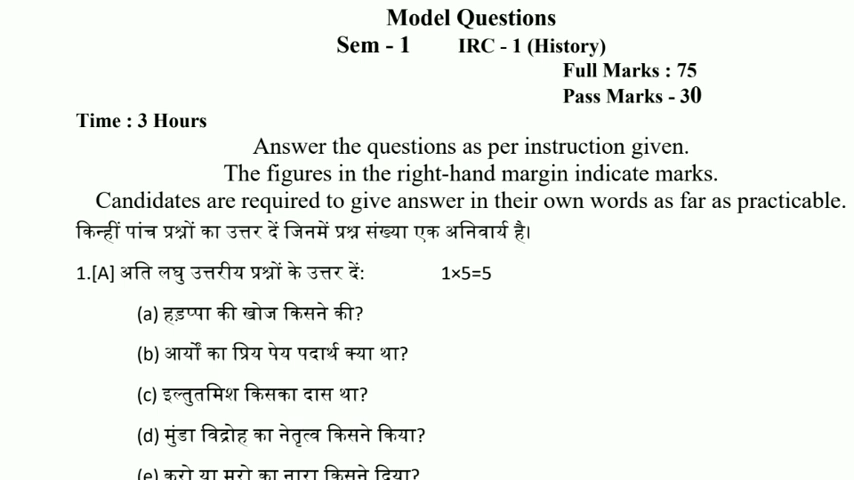 Model Questions
Sem - 1 IRC - 1 (History)
Full Marks : 75
Pass Marks - 30
Time : 3 Hours
Answer the questions as per instruction given.
The figures in the right-hand margin indicate marks.
Candidates are required to give answer in their own words as far as practicable.
किन्हीं पांच प्रश्नों का उत्तर दें जिनमें प्रश्न संख्या एक अनिवार्य है।
1.[A] अति लघु उत्तरीय प्रश्नों के उत्तर दें: 1×5=5
(a) हड़प्पा की खोज किसने की?
(b) आर्यों का प्रिय पेय पदार्थ क्या था?
(c) इल्तुतमिश किसका दास था?
(d) मुंडा विद्रोह का नेतृत्व किसने किया?
(e) करो या मरो का नारा किसने दिया?